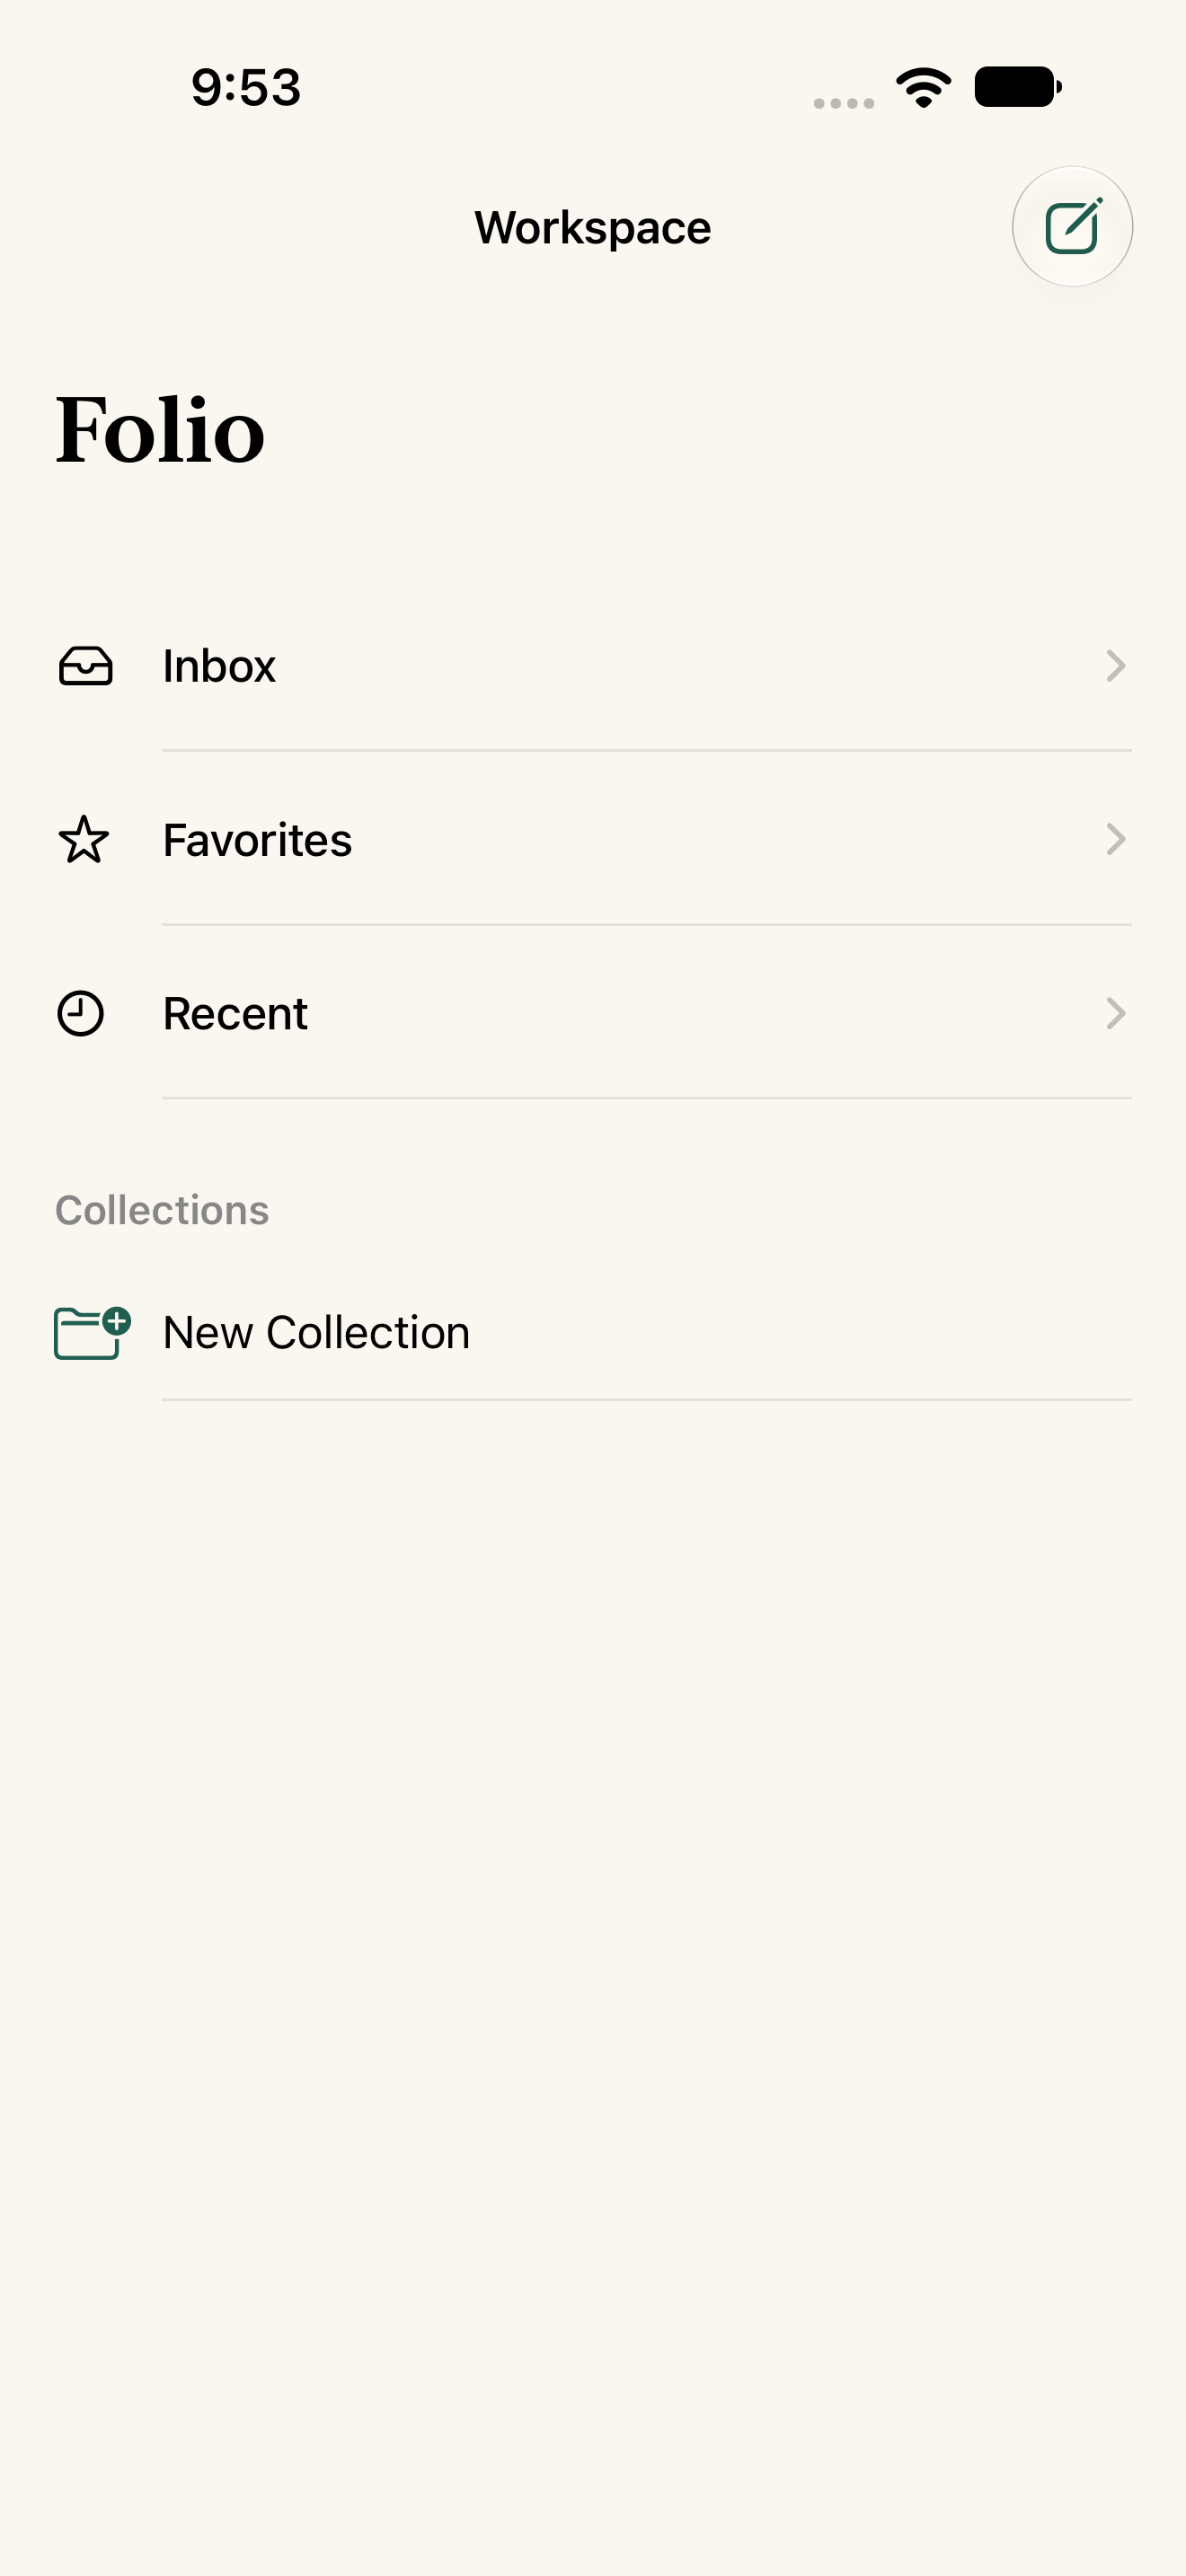 9:53
Workspace
Folio
Inbox
Favorites
Recent
Collections
New Collection